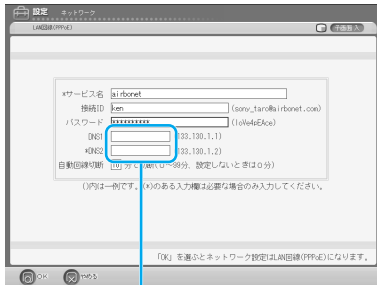 設定 ネットワーク
LAN回線(PPPoE)
*サービス名 airbonet
接続ID ken (sony_taro@airbonet.com)
パスワード ********** (loVe4pEAce)
DNS1 (133.130.1.1)
*DNS2 (133.130.1.2)
自動回線切断 10 分で切断(0~99分、設定しないときは0分)
()内は一例です。(*)のある入力欄は必要な場合のみ入力してください。
「OK」を選ぶとネットワーク設定はLAN回線(PPPoE)になります。
OK やめる